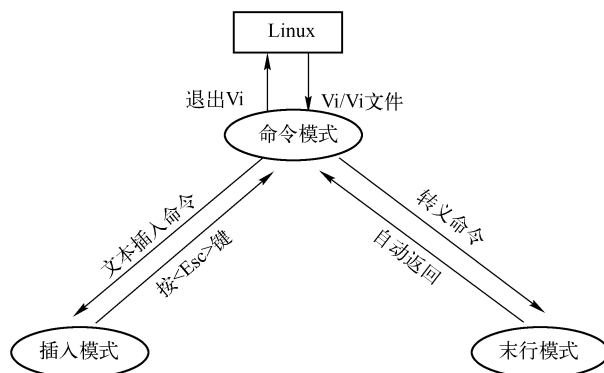 Linux
退出Vi
Vi/Vi文件
命令模式
文本插入命令
按<Esc>键
转义命令
自动返回
插入模式
末行模式